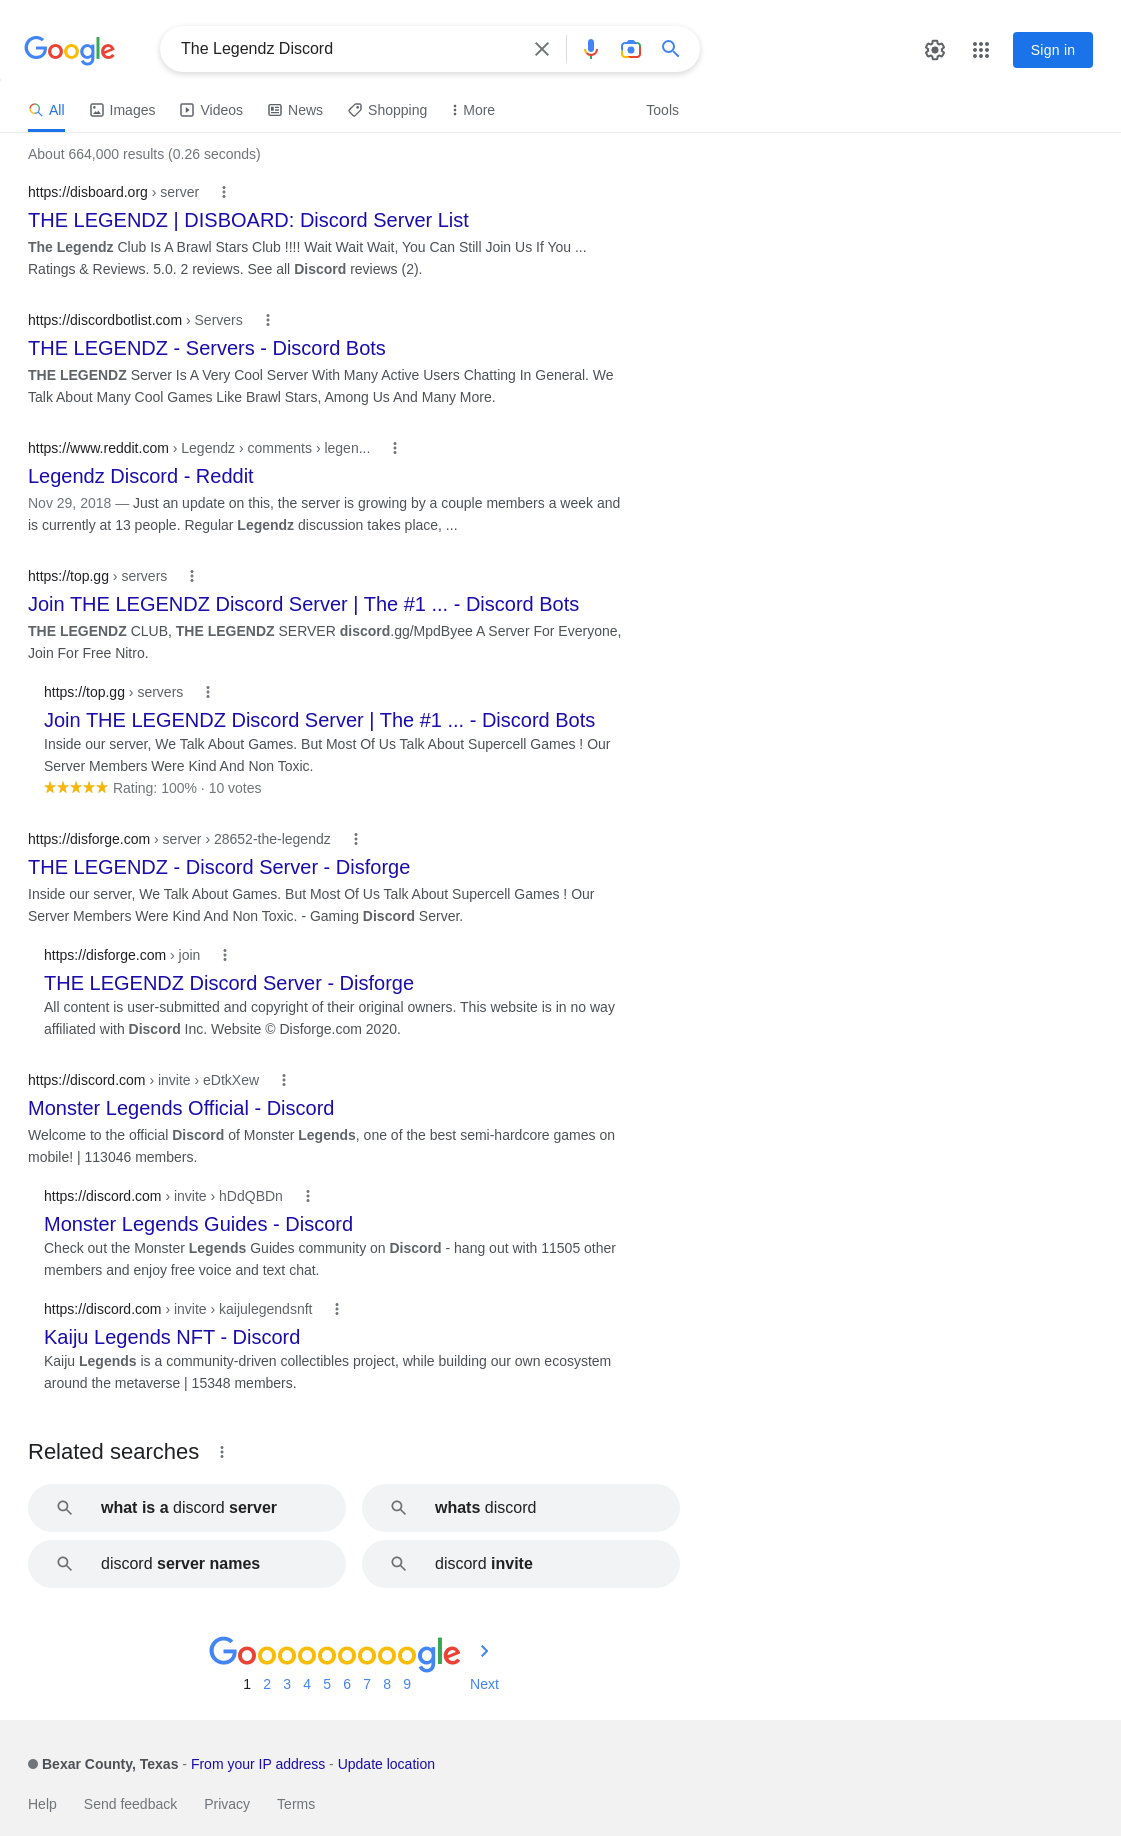 Google
The Legendz Discord
Sign in
All Images Videos News Shopping More Tools
About 664,000 results (0.26 seconds)
https://disboard.org › server
THE LEGENDZ | DISBOARD: Discord Server List
The Legendz Club Is A Brawl Stars Club !!!! Wait Wait Wait, You Can Still Join Us If You ...
Ratings & Reviews. 5.0. 2 reviews. See all Discord reviews (2).
https://discordbotlist.com › Servers
THE LEGENDZ - Servers - Discord Bots
THE LEGENDZ Server Is A Very Cool Server With Many Active Users Chatting In General. We
Talk About Many Cool Games Like Brawl Stars, Among Us And Many More.
https://www.reddit.com › Legendz › comments › legen...
Legendz Discord - Reddit
Nov 29, 2018 — Just an update on this, the server is growing by a couple members a week and
is currently at 13 people. Regular Legendz discussion takes place, ...
https://top.gg › servers
Join THE LEGENDZ Discord Server | The #1 ... - Discord Bots
THE LEGENDZ CLUB, THE LEGENDZ SERVER discord.gg/MpdByee A Server For Everyone,
Join For Free Nitro.
https://top.gg › servers
Join THE LEGENDZ Discord Server | The #1 ... - Discord Bots
Inside our server, We Talk About Games. But Most Of Us Talk About Supercell Games ! Our
Server Members Were Kind And Non Toxic.
Rating: 100% · 10 votes
https://disforge.com › server › 28652-the-legendz
THE LEGENDZ - Discord Server - Disforge
Inside our server, We Talk About Games. But Most Of Us Talk About Supercell Games ! Our
Server Members Were Kind And Non Toxic. - Gaming Discord Server.
https://disforge.com › join
THE LEGENDZ Discord Server - Disforge
All content is user-submitted and copyright of their original owners. This website is in no way
affiliated with Discord Inc. Website © Disforge.com 2020.
https://discord.com › invite › eDtkXew
Monster Legends Official - Discord
Welcome to the official Discord of Monster Legends, one of the best semi-hardcore games on
mobile! | 113046 members.
https://discord.com › invite › hDdQBDn
Monster Legends Guides - Discord
Check out the Monster Legends Guides community on Discord - hang out with 11505 other
members and enjoy free voice and text chat.
https://discord.com › invite › kaijulegendsnft
Kaiju Legends NFT - Discord
Kaiju Legends is a community-driven collectibles project, while building our own ecosystem
around the metaverse | 15348 members.
Related searches
what is a discord server
whats discord
discord server names
discord invite
Goooooooooogle
1 2 3 4 5 6 7 8 9 Next
Bexar County, Texas - From your IP address - Update location
Help Send feedback Privacy Terms